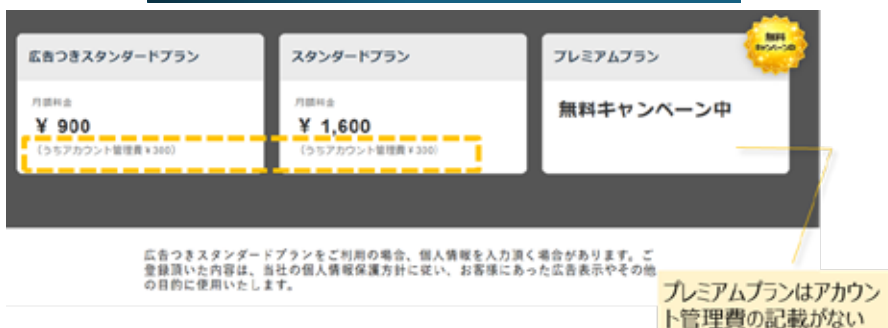 広告つきスタンダードプラン
月額料金
¥ 900
(うちアカウント管理費¥300)
スタンダードプラン
月額料金
¥ 1,600
(うちアカウント管理費¥300)
プレミアムプラン
無料キャンペーン中
無料
キャンペーン中
広告つきスタンダードプランをご利用の場合、個人情報を入力頂く場合があります。ご
登録頂いた内容は、当社の個人情報保護方針に従い、お客様にあった広告表示やその他
の目的に使用いたします。
プレミアムプランはアカウン
ト管理費の記載がない